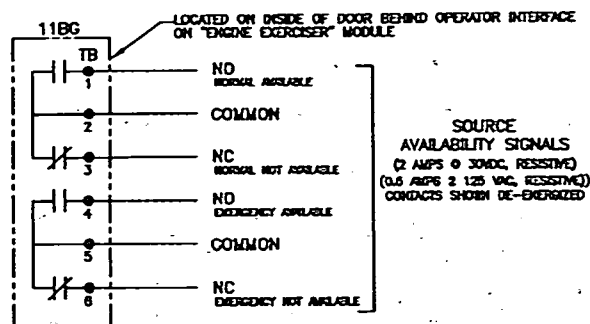 LOCATED ON INSIDE OF DOOR BEHIND OPERATOR INTERFACE
ON "ENGINE EXERCISER" MODULE
11BG
TB
1
NO
NORMAL AVAILABLE
2
COMMON
3
NC
NORMAL NOT AVAILABLE
4
NO
EMERGENCY AVAILABLE
5
COMMON
6
NC
EMERGENCY NOT AVAILABLE
SOURCE
AVAILABILITY SIGNALS
(2 AMPS @ 30VDC, RESISTIVE)
(0.6 AMPS 2 125 VAC, RESISTIVE))
CONTACTS SHOWN DE-ENERGIZED